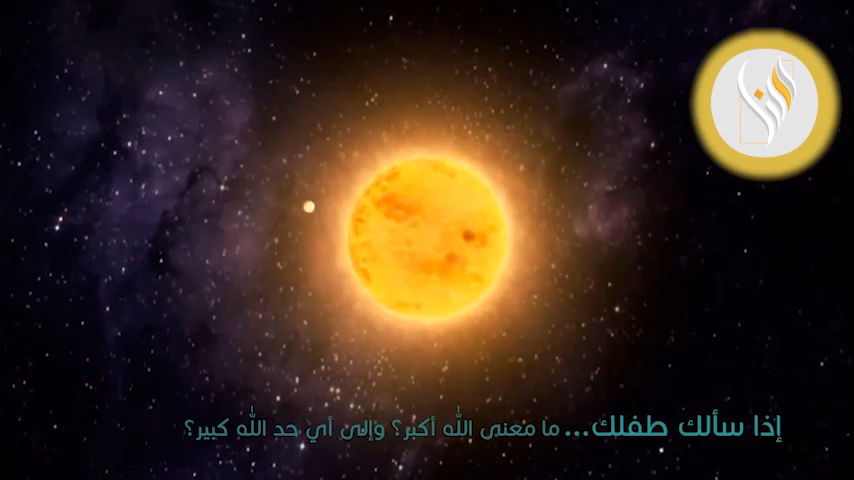 إذا سألك طفلك... ما معنى الله أكبر؟ وإلى أي حد الله كبير؟